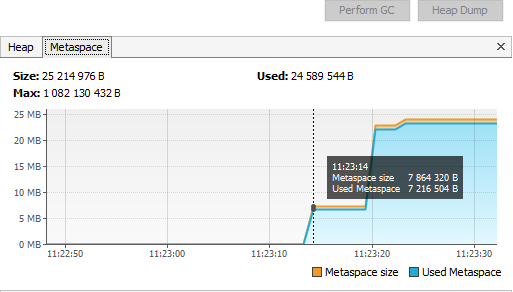 Perform GC Heap Dump
Heap Metaspace ×
Size: 25 214 976 B Used: 24 589 544 B
Max: 1 082 130 432 B
25 MB
20 MB
15 MB
10 MB
5 MB
0 MB
11:23:14
Metaspace size 7 864 320 B
Used Metaspace 7 216 504 B
11:22:50 11:23:00 11:23:10 11:23:20 11:23:30
Metaspace size Used Metaspace